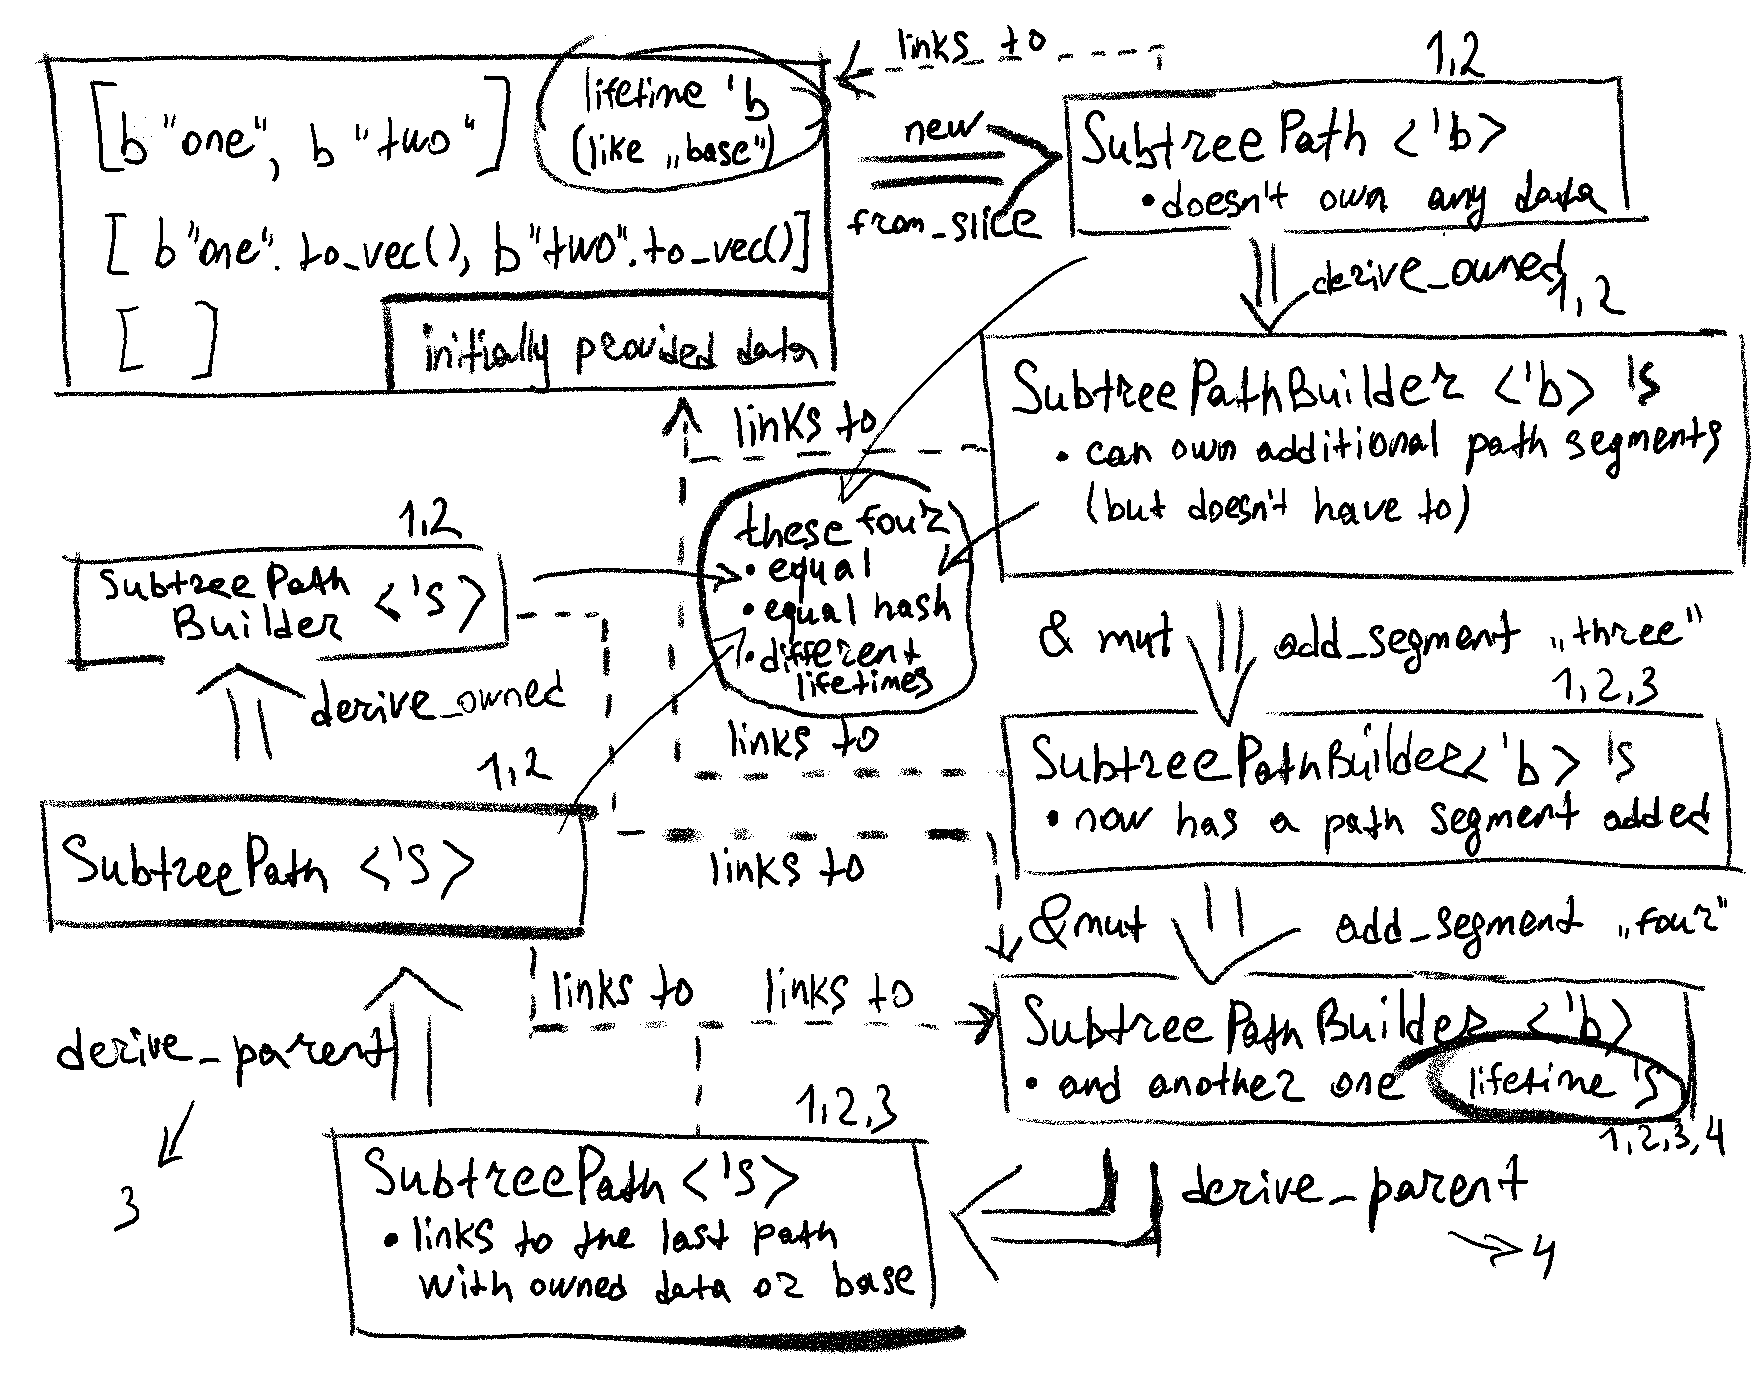 links to
1,2
[b"one", b"two"]
lifetime 'b
(like „base")
new
from_slice
SubtreePath <'b>
• doesn't own any data
[ b"one".to_vec(), b"two".to_vec()]
[ ]
initially provided data
derive_owned
1,2
links to
SubtreePathBuilder <'b> 's
• can own additional path segments
(but doesn't have to)
1,2
SubtreePath
Builder <'s>
these four
• equal
• equal hash
• different
lifetimes
& mut
add_segment „three"
derive_owned
1,2,3
links to
1,2
SubtreePathBuilder<'b> 's
• now has a path segment added
SubtreePath <'s>
links to
&mut
add_segment „four"
links to
links to
SubtreePathBuilder <'b>
• and another one
lifetime 's
derive_parent
1,2,3
1,2,3,4
3
SubtreePath <'s>
• links to the last path
with owned data or base
derive_parent
4